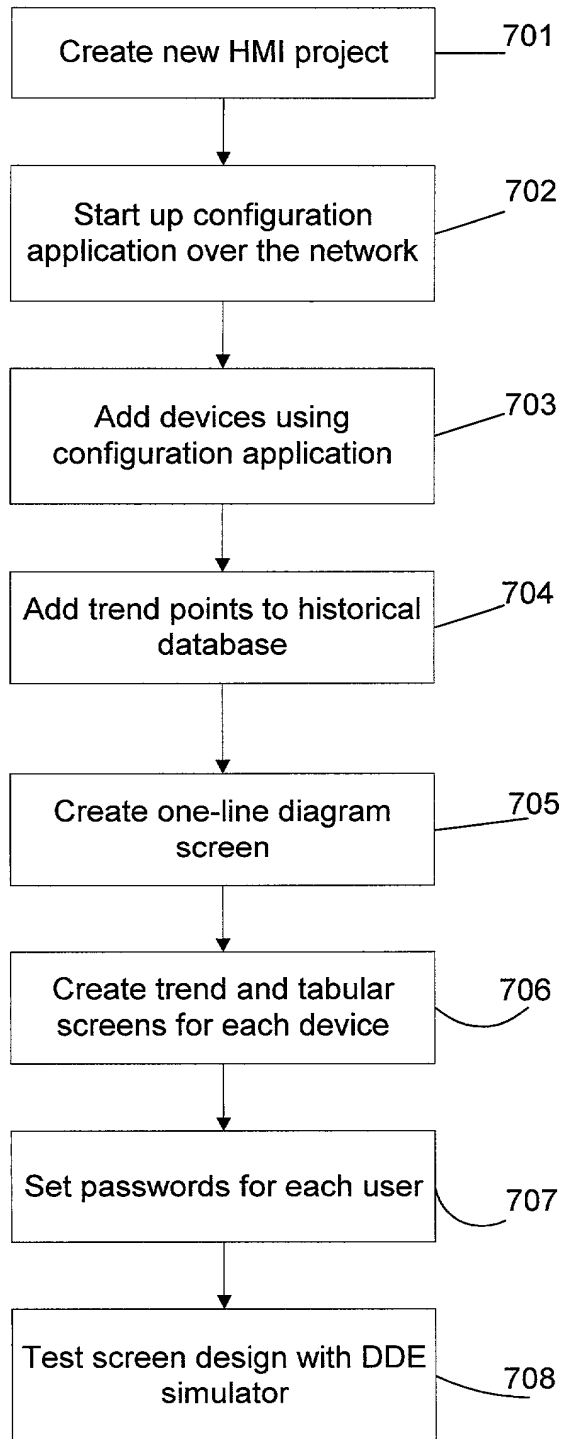 Create new HMI project
701
Start up configuration
application over the network
702
Add devices using
configuration application
703
Add trend points to historical
database
704
Create one-line diagram
screen
705
Create trend and tabular
screens for each device
706
Set passwords for each user
707
Test screen design with DDE
simulator
708